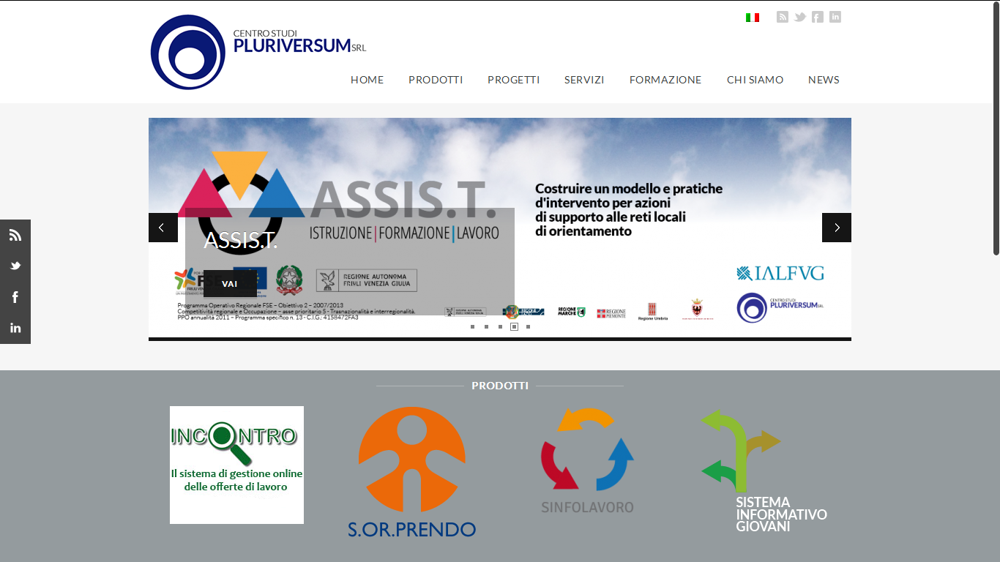 CENTRO STUDI
PLURIVERSUM SRL
HOME PRODOTTI PROGETTI SERVIZI FORMAZIONE CHI SIAMO NEWS
ASSIS.T.
ISTRUZIONE|FORMAZIONE|LAVORO
Costruire un modello e pratiche
d'intervento per azioni
di supporto alle reti locali
di orientamento
ASSIS.T.
VAI
FSE
REGIONE AUTONOMA
FRIULI VENEZIA GIULIA
IALFVG
CENTRO STUDI
PLURIVERSUM SRL
Programma Operativo Regionale FSE – Obiettivo 2 – 2007/2013
Competitività regionale e Occupazione – asse prioritario 5 - Trasnazionalità e interregionalità.
PPO annualità 2011 – Programma specifico n. 13 - C.I.G.: 4158472FA3
REGIONE
MARCHE
REGIONE
PIEMONTE
Regione Umbria
PRODOTTI
INCONTRO
Il sistema di gestione online
delle offerte di lavoro
S.OR.PRENDO
SINFOLAVORO
SISTEMA
INFORMATIVO
GIOVANI